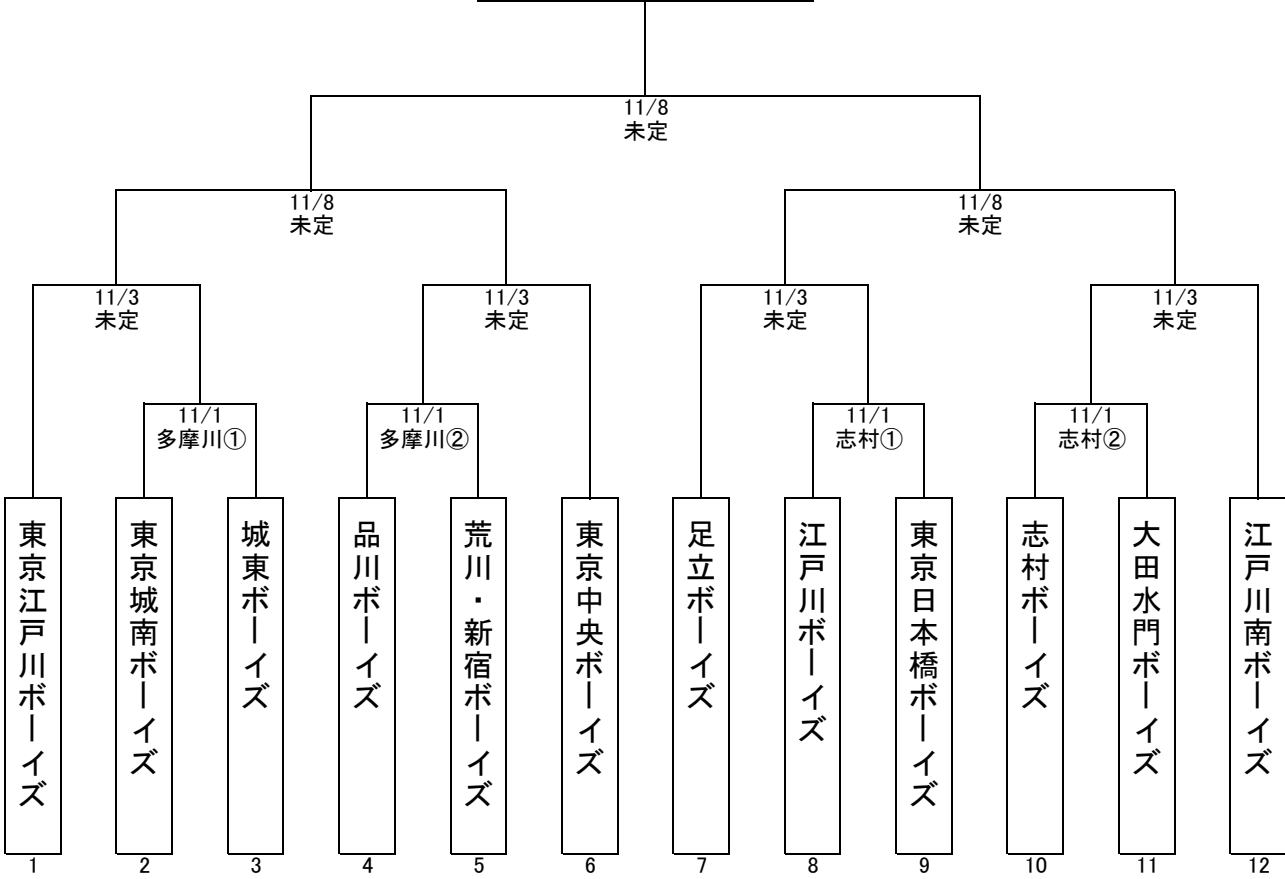 11/8
未定
11/8
未定
11/8
未定
11/3
未定
11/3
未定
11/3
未定
11/3
未定
11/1
多摩川①
11/1
多摩川②
11/1
志村①
11/1
志村②
東京江戸川ボーイズ
東京城南ボーイズ
城東ボーイズ
品川ボーイズ
荒川・新宿ボーイズ
東京中央ボーイズ
足立ボーイズ
江戸川ボーイズ
東京日本橋ボーイズ
志村ボーイズ
大田水門ボーイズ
江戸川南ボーイズ
1
2
3
4
5
6
7
8
9
10
11
12